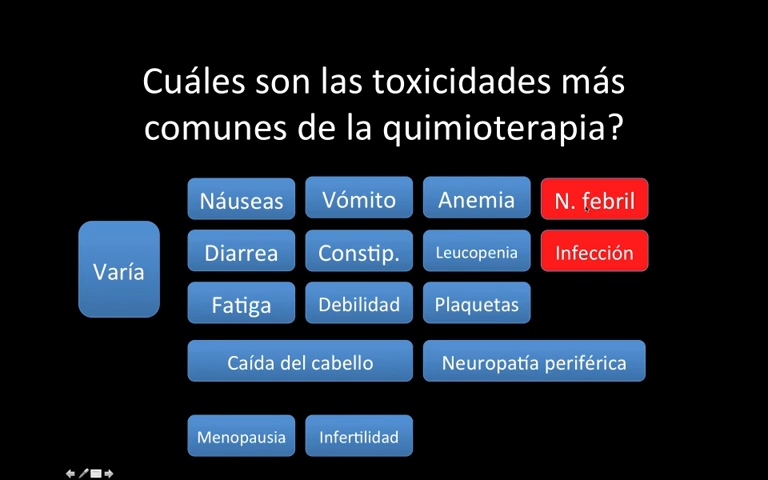 Cuáles son las toxicidades más
comunes de la quimioterapia?
Náuseas
Vómito
Anemia
N. febril
Varía
Diarrea
Constip.
Leucopenia
Infección
Fatiga
Debilidad
Plaquetas
Caída del cabello
Neuropatía periférica
Menopausia
Infertilidad